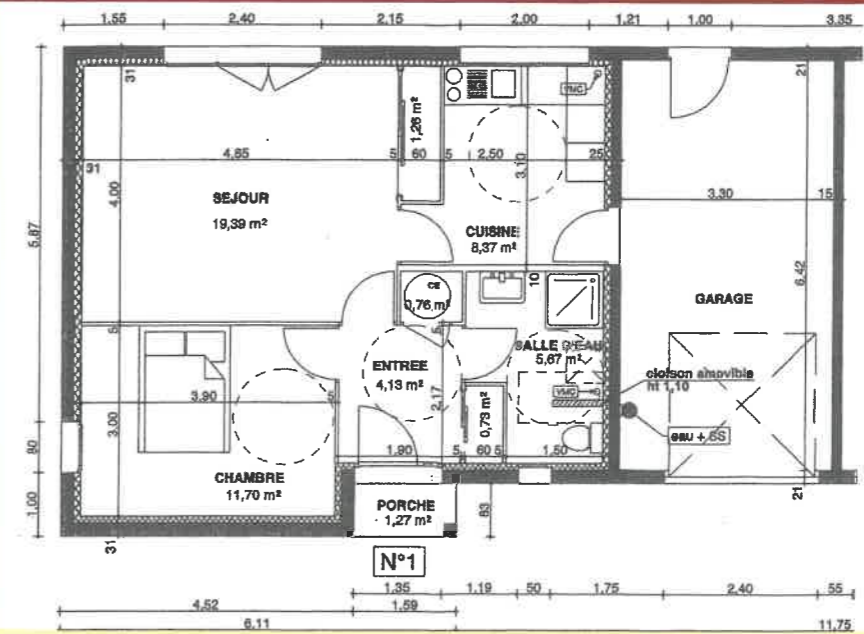 1.55 2.40 2.15 2.00 1.21 1.00 3.35
31
21
1,26 m²
VMC
4.65 5 60 5 2.50 25
31
4.00
3.10
SEJOUR
19,39 m²
3.30 15
CUISINE
8,37 m²
5.87
6.42
10
CE
0,76 m²
GARAGE
5
5
SALLE D'EAU
5,67 m²
ENTREE
4,13 m²
cloison amovible
ht 1,10
3.90 5
2.17
0,73 m²
VMC
3.00
eau + SS
90
1.90 5 60 5 1.50
CHAMBRE
11,70 m²
1.00
PORCHE
1,27 m²
83
21
31
N°1
1.35 1.19 50 1.75 2.40 55
4.52 1.59
6.11 11.75